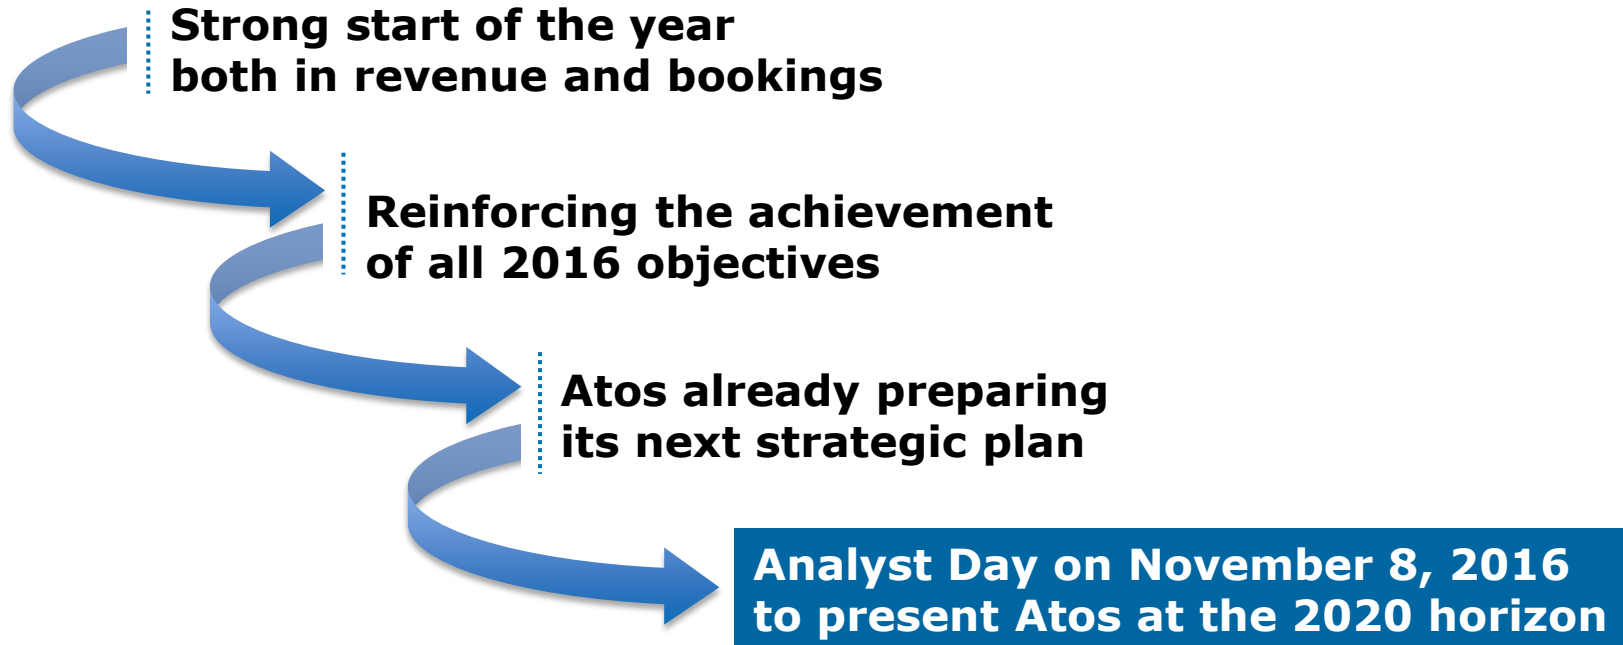 Strong start of the year
both in revenue and bookings
Reinforcing the achievement
of all 2016 objectives
Atos already preparing
its next strategic plan
Analyst Day on November 8, 2016
to present Atos at the 2020 horizon